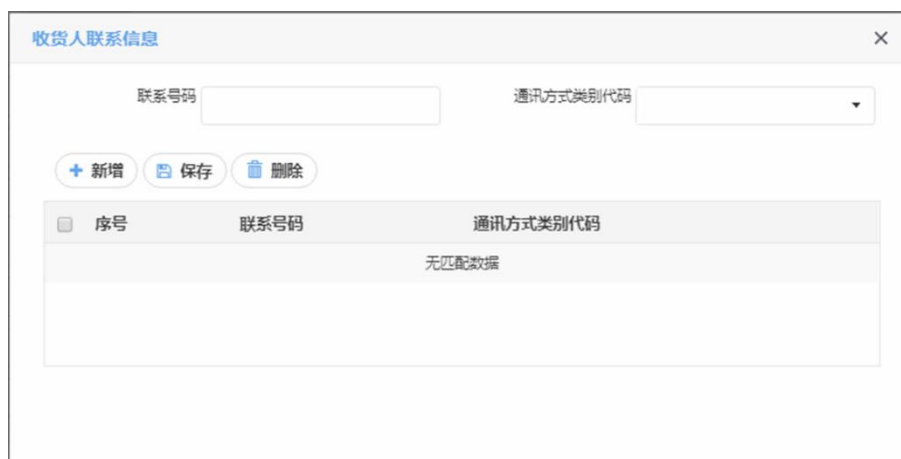 收货人联系信息
联系号码 通讯方式类别代码
新增 保存 删除
序号 联系号码 通讯方式类别代码
无匹配数据